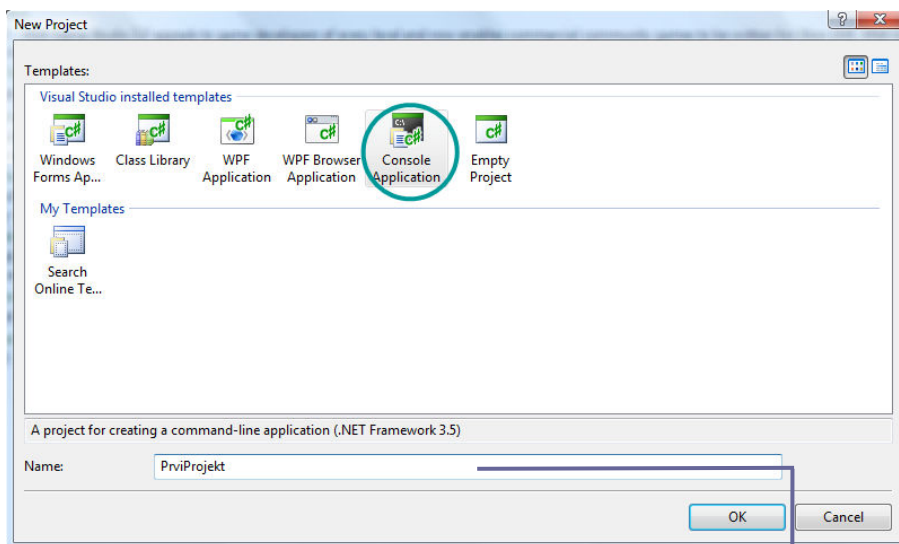 New Project
Templates:
Visual Studio installed templates
Windows Forms Ap...
Class Library
WPF Application
WPF Browser Application
Console Application
Empty Project
My Templates
Search Online Te...
A project for creating a command-line application (.NET Framework 3.5)
Name:
PrviProjekt
OK
Cancel